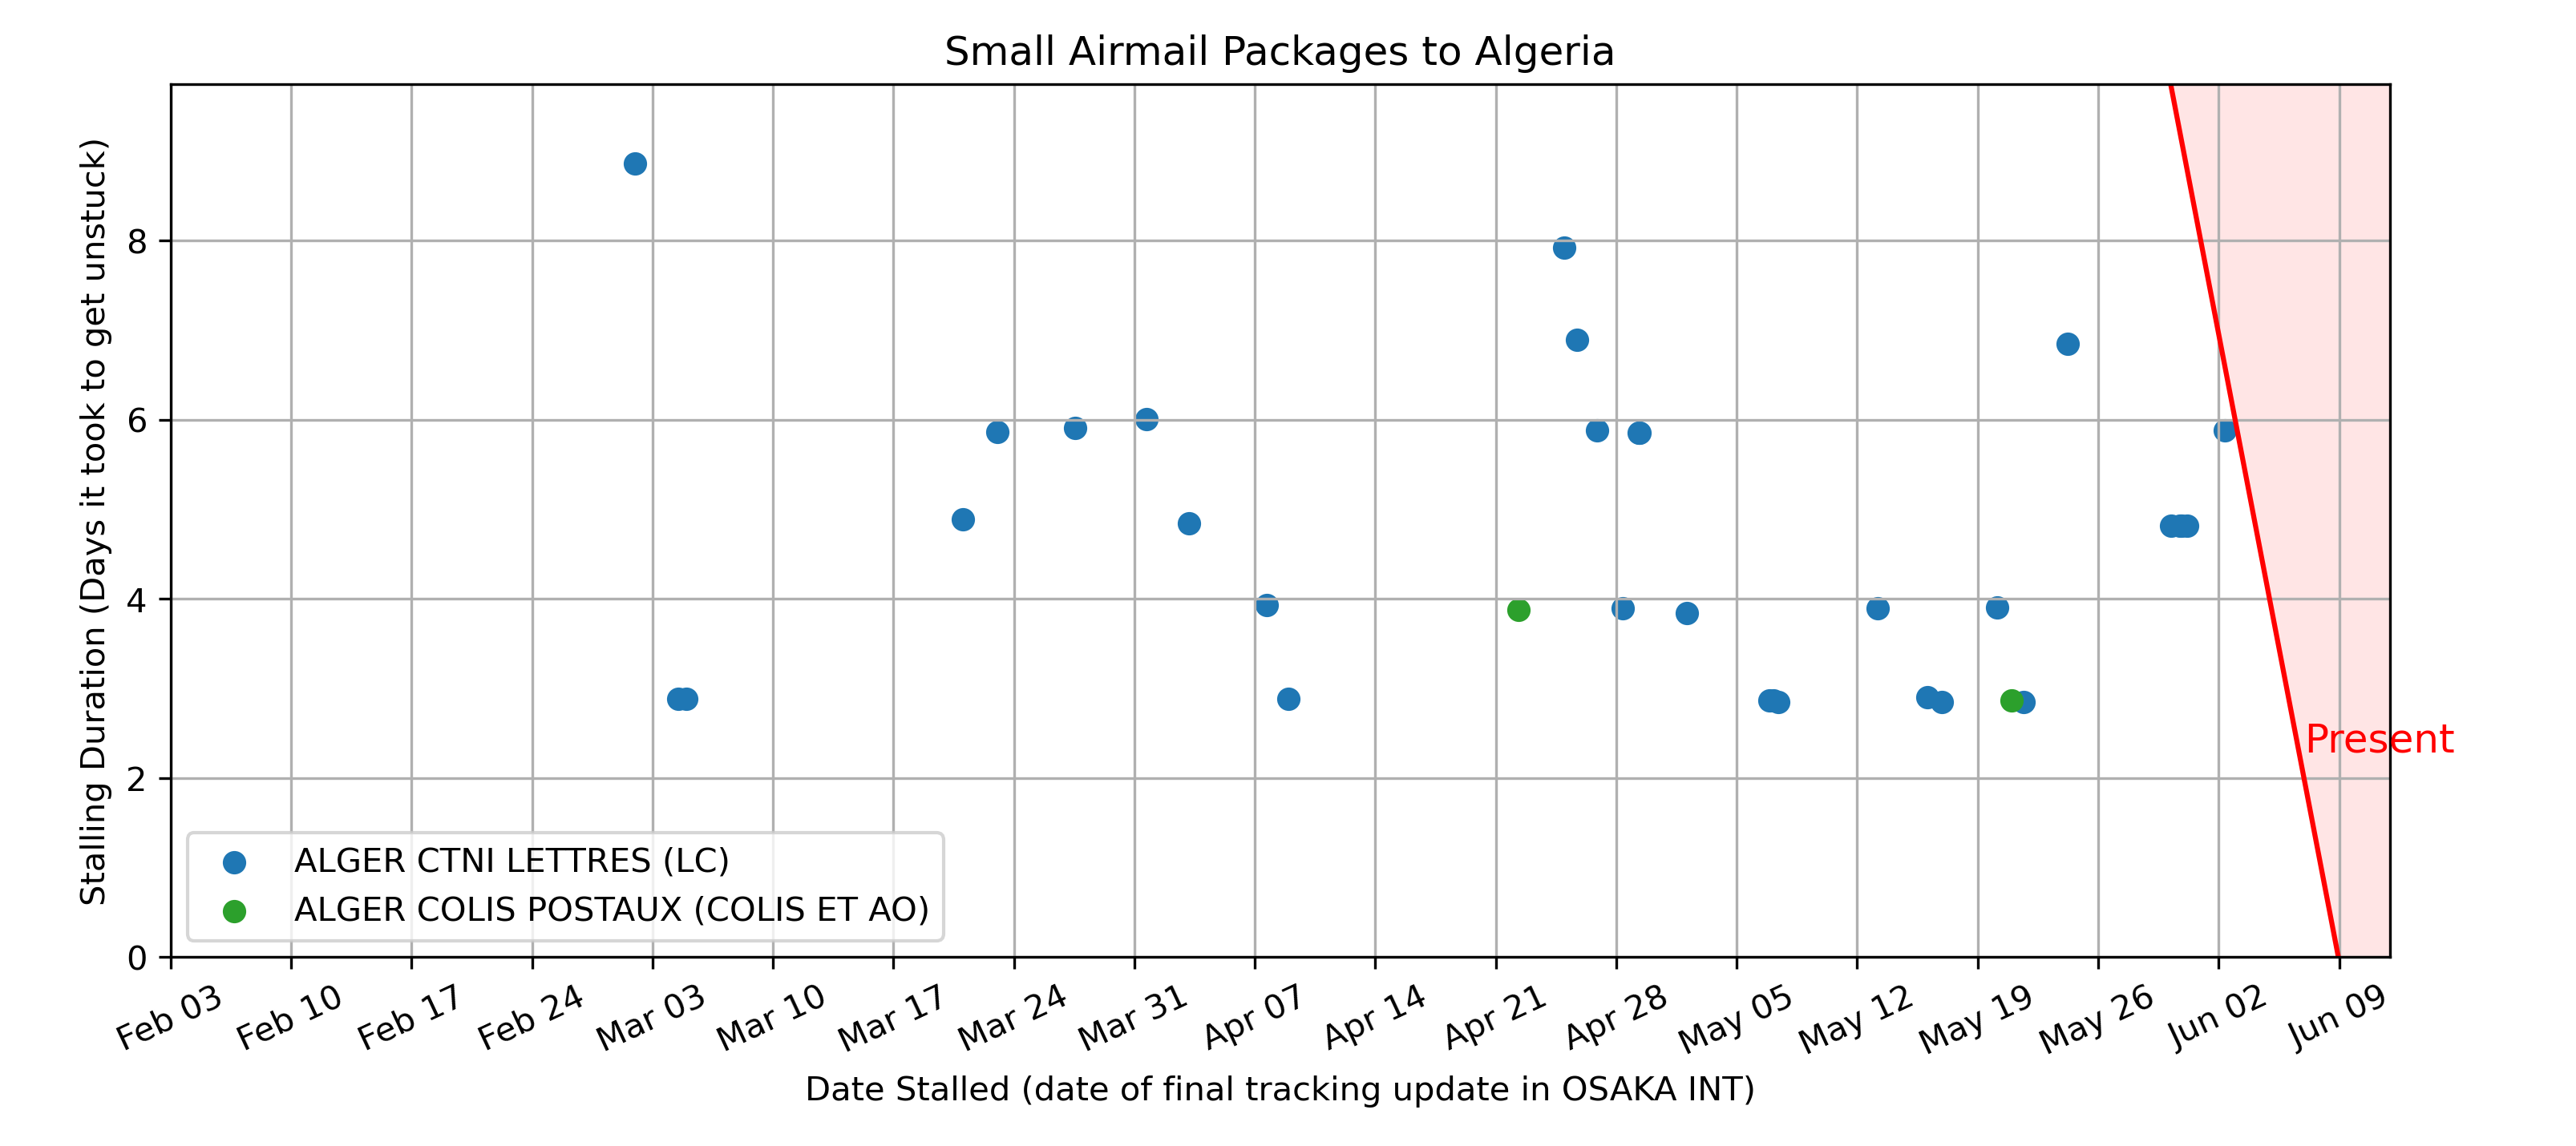 Small Airmail Packages to Algeria
Stalling Duration (Days it took to get unstuck)
8
6
4
2
0
Present
ALGER CTNI LETTRES (LC)
ALGER COLIS POSTAUX (COLIS ET AO)
Feb 03
Feb 10
Feb 17
Feb 24
Mar 03
Mar 10
Mar 17
Mar 24
Mar 31
Apr 07
Apr 14
Apr 21
Apr 28
May 05
May 12
May 19
May 26
Jun 02
Jun 09
Date Stalled (date of final tracking update in OSAKA INT)